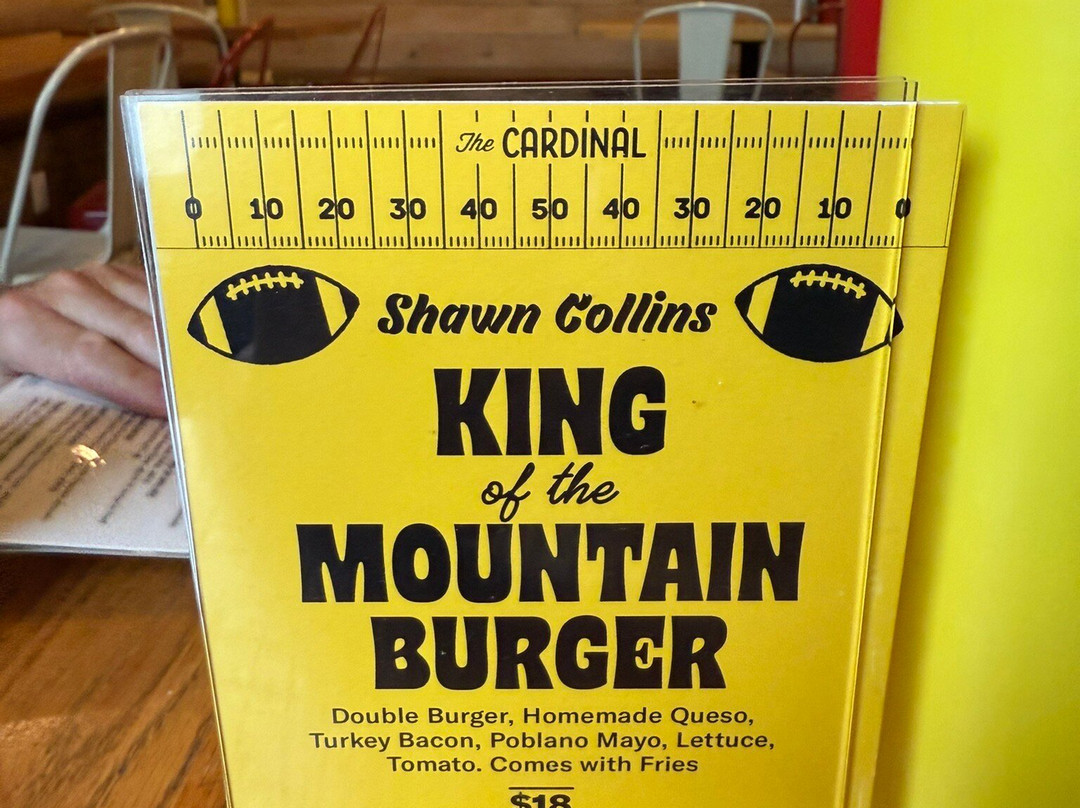 The CARDINAL
0 10 20 30 40 50 40 30 20 10 0
Shawn Collins
KING
of the
MOUNTAIN
BURGER
Double Burger, Homemade Queso,
Turkey Bacon, Poblano Mayo, Lettuce,
Tomato. Comes with Fries
$18